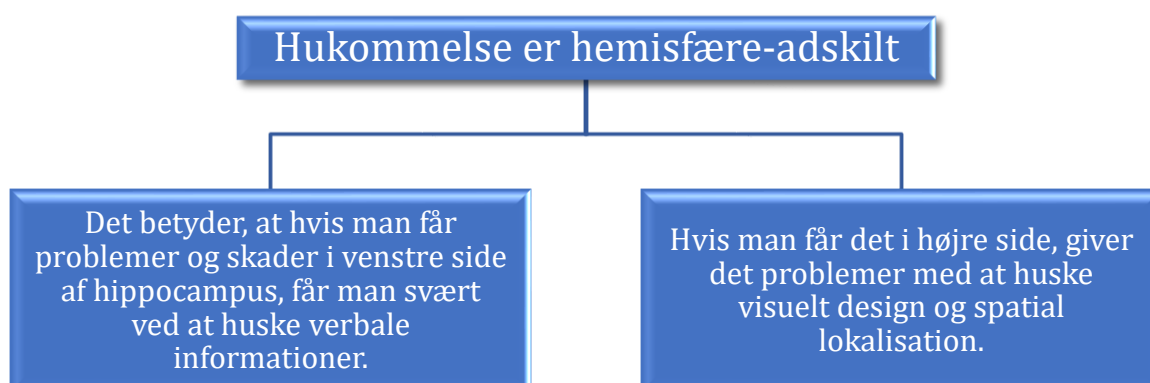 Hukommelse er hemisfære-adskilt
Det betyder, at hvis man får
problemer og skader i venstre side
af hippocampus, får man svært
ved at huske verbale
informationer.
Hvis man får det i højre side, giver
det problemer med at huske
visuelt design og spatial
lokalisation.